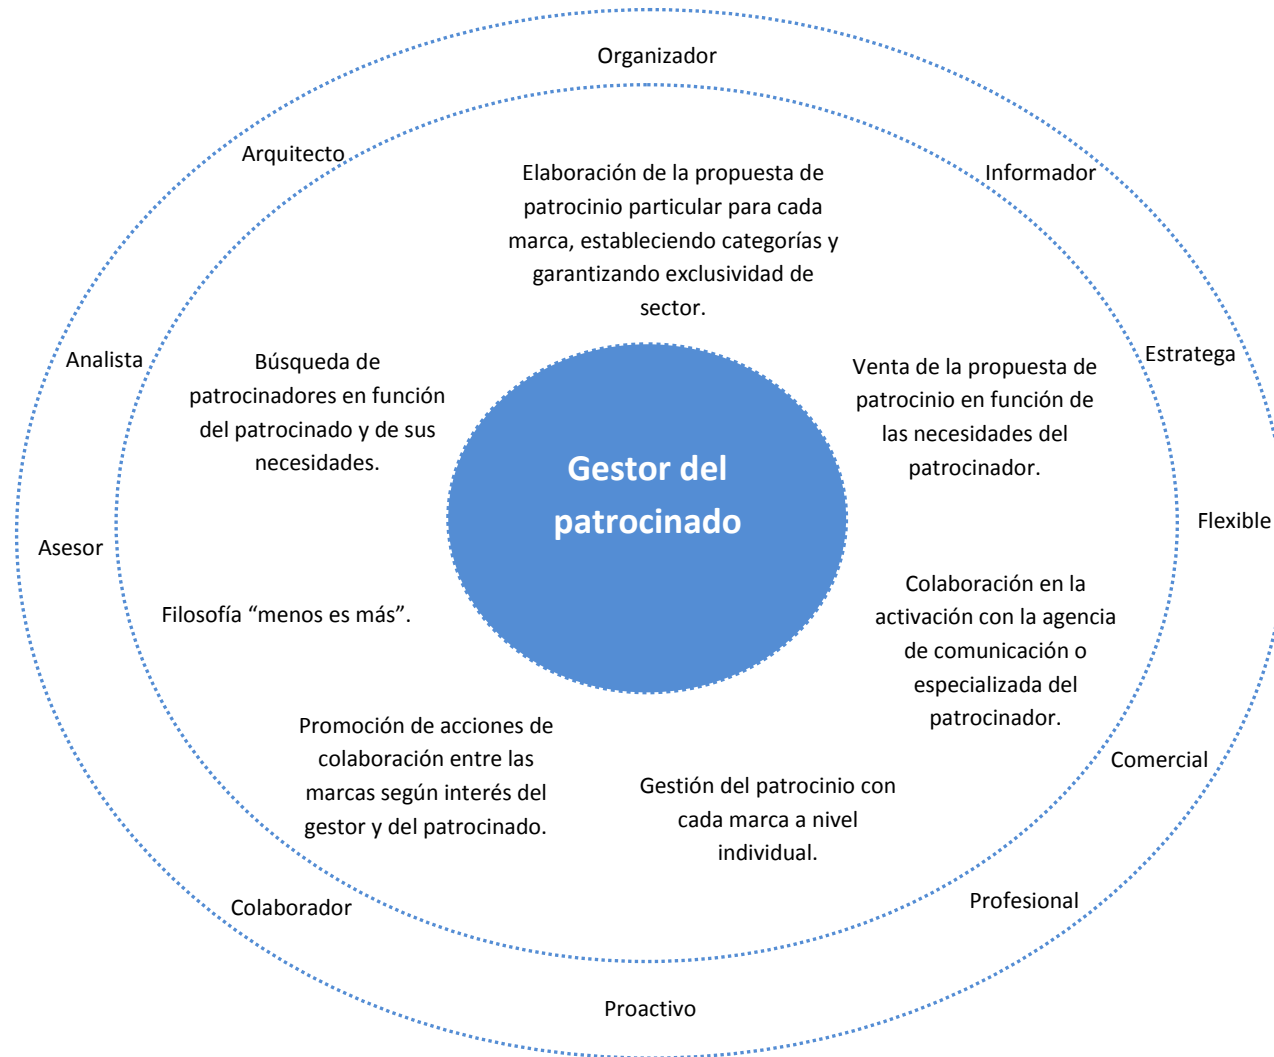 Organizador
Arquitecto
Informador
Elaboración de la propuesta de
patrocinio particular para cada
marca, estableciendo categorías y
garantizando exclusividad de
sector.
Analista
Búsqueda de
patrocinadores en función
del patrocinado y de sus
necesidades.
Venta de la propuesta de
patrocinio en función de
las necesidades del
patrocinador.
Estratega
Gestor del
patrocinado
Flexible
Asesor
Filosofía “menos es más”.
Colaboración en la
activación con la agencia
de comunicación o
especializada del
patrocinador.
Promoción de acciones de
colaboración entre las
marcas según interés del
gestor y del patrocinado.
Gestión del patrocinio con
cada marca a nivel
individual.
Comercial
Colaborador
Profesional
Proactivo